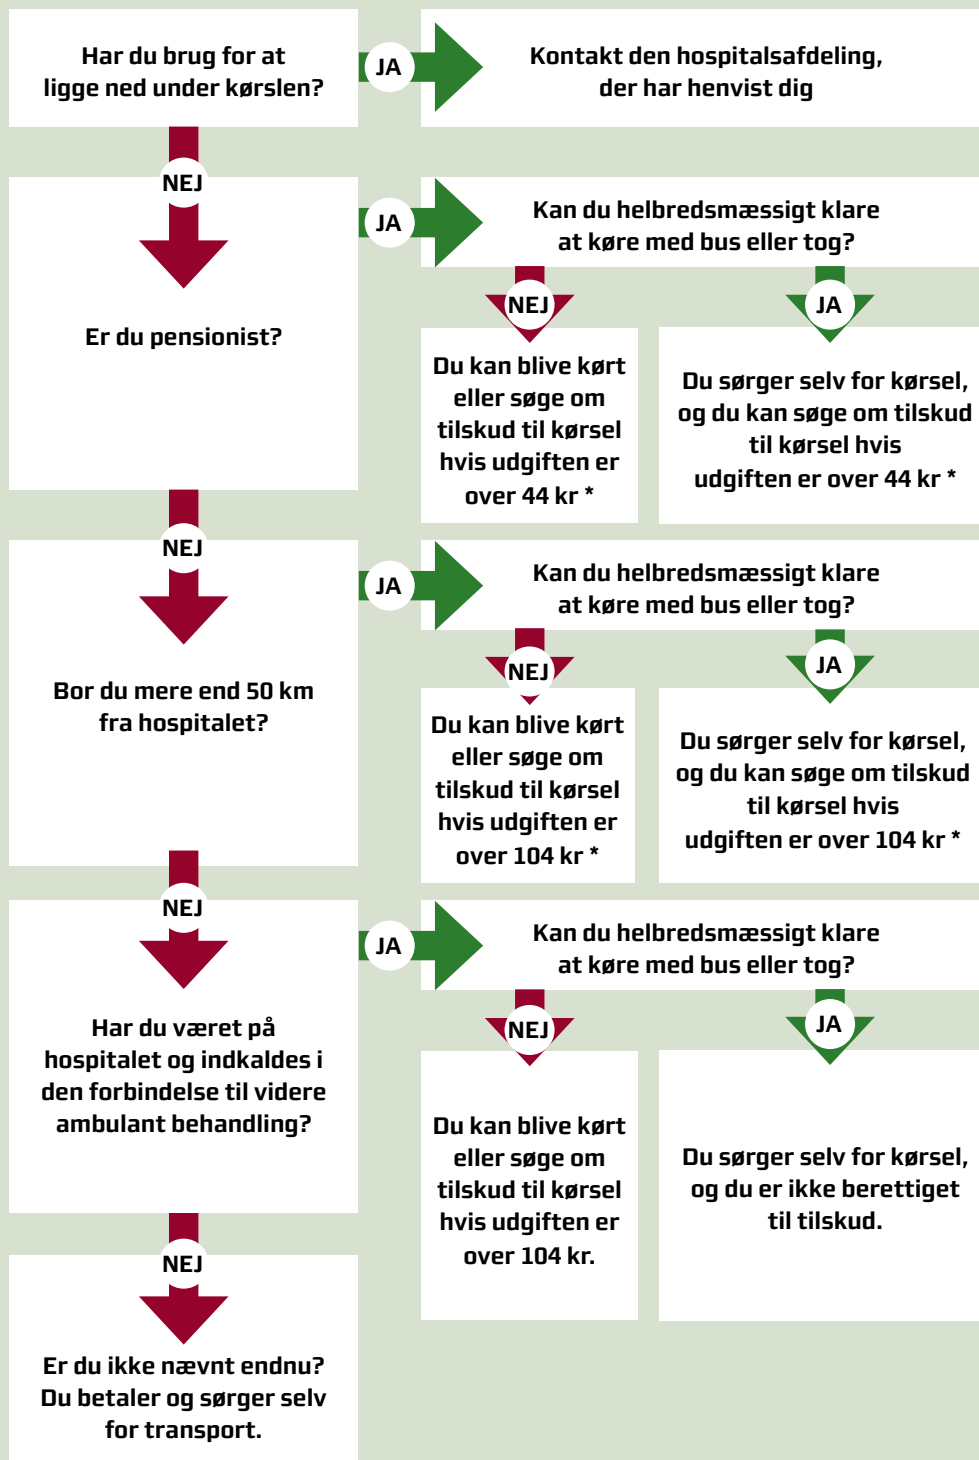 Har du brug for at
ligge ned under kørslen?
JA
Kontakt den hospitalsafdeling,
der har henvist dig
NEJ
Er du pensionist?
JA
Kan du helbredsmæssigt klare
at køre med bus eller tog?
NEJ
Du kan blive kørt
eller søge om
tilskud til kørsel
hvis udgiften er
over 44 kr *
JA
Du sørger selv for kørsel,
og du kan søge om tilskud
til kørsel hvis
udgiften er over 44 kr *
NEJ
Bor du mere end 50 km
fra hospitalet?
JA
Kan du helbredsmæssigt klare
at køre med bus eller tog?
NEJ
Du kan blive kørt
eller søge om
tilskud til kørsel
hvis udgiften er
over 104 kr *
JA
Du sørger selv for kørsel,
og du kan søge om tilskud
til kørsel hvis
udgiften er over 104 kr *
NEJ
Har du været på
hospitalet og indkaldes i
den forbindelse til videre
ambulant behandling?
JA
Kan du helbredsmæssigt klare
at køre med bus eller tog?
NEJ
Du kan blive kørt
eller søge om
tilskud til kørsel
hvis udgiften er
over 104 kr.
JA
Du sørger selv for kørsel,
og du er ikke berettiget
til tilskud.
NEJ
Er du ikke nævnt endnu?
Du betaler og sørger selv
for transport.